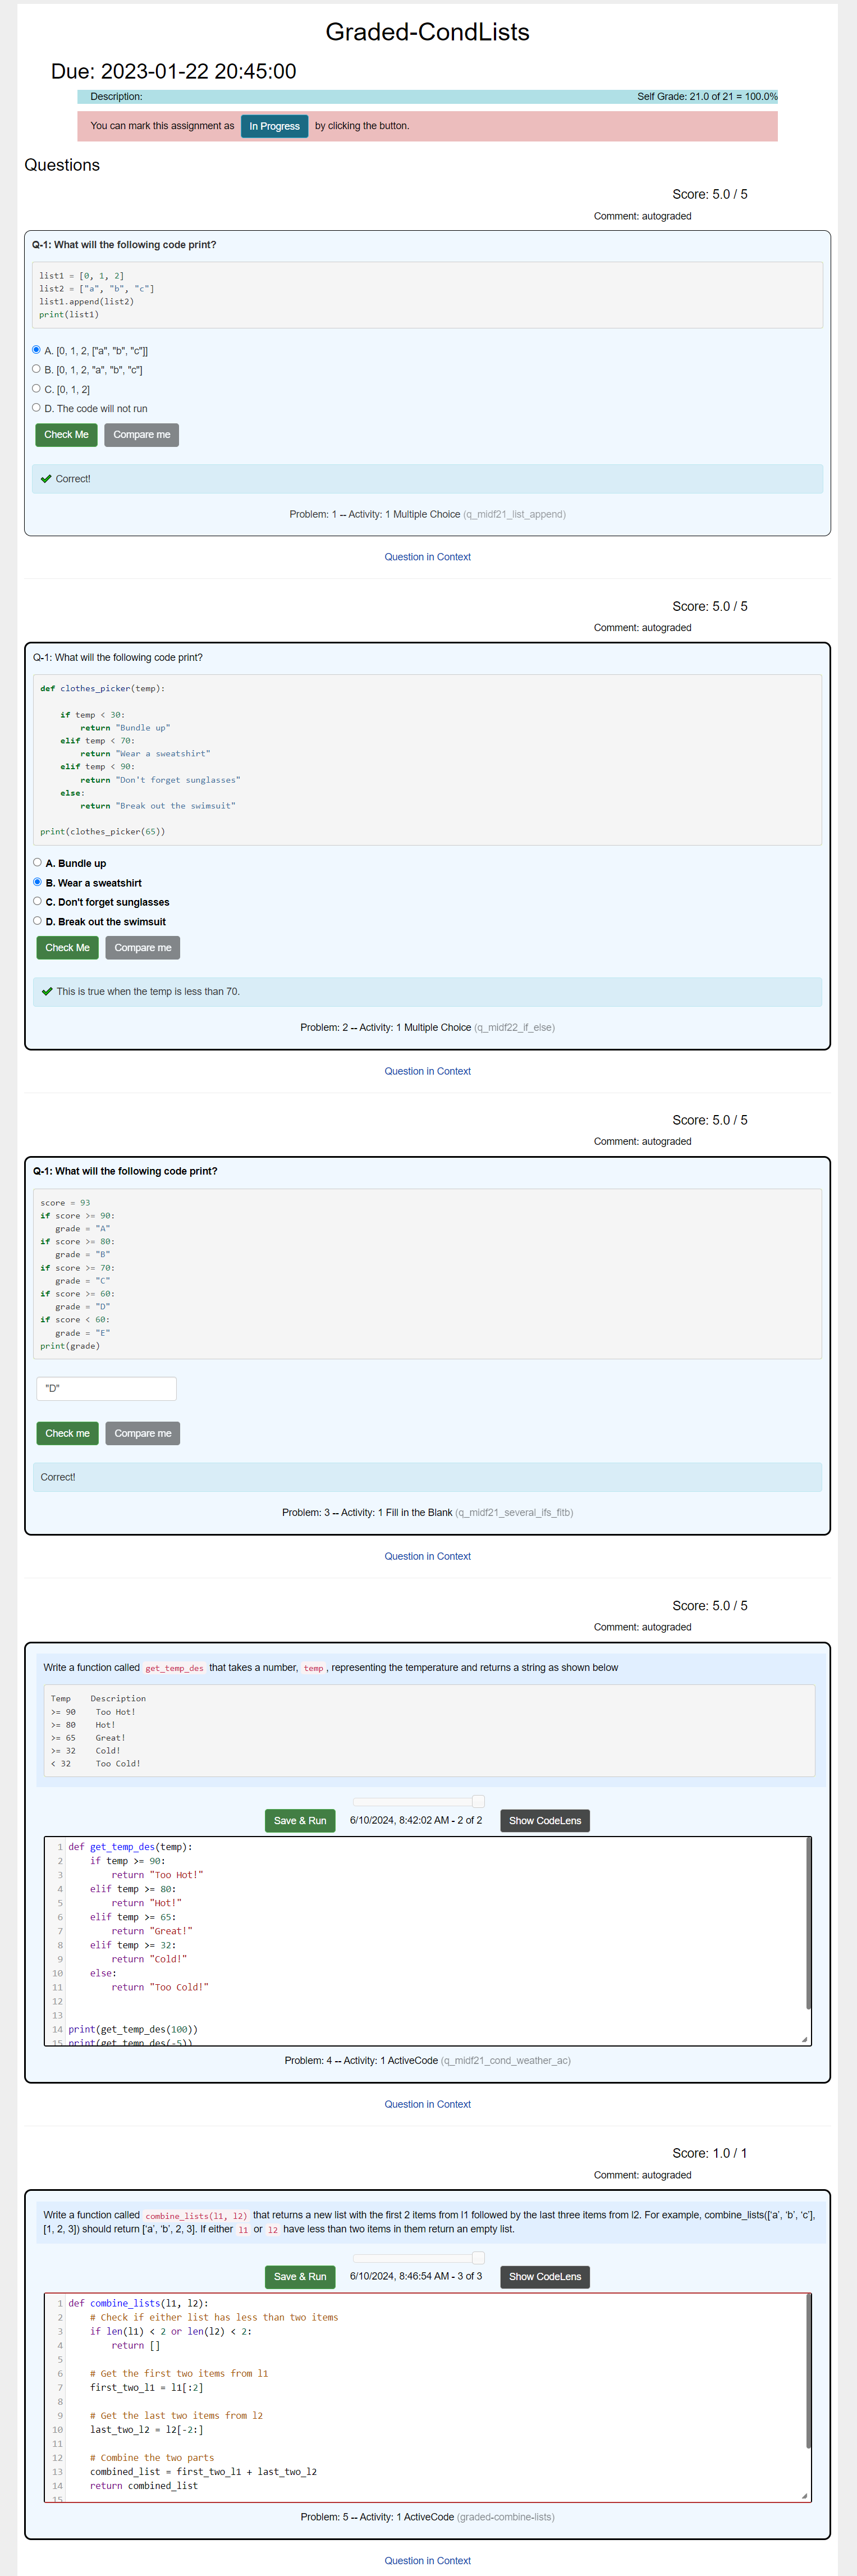 Graded-CondLists
Due: 2023-01-22 20:45:00
Description: Self Grade: 21.0 of 21 = 100.0%
You can mark this assignment as In Progress by clicking the button.
Questions
Score: 5.0 / 5
Comment: autograded
Q-1: What will the following code print?
list1 = [0, 1, 2]
list2 = ["a", "b", "c"]
list1.append(list2)
print(list1)
A. [0, 1, 2, ["a", "b", "c"]]
B. [0, 1, 2, "a", "b", "c"]
C. [0, 1, 2]
D. The code will not run
Check Me Compare me
Correct!
Problem: 1 -- Activity: 1 Multiple Choice (q_midf21_list_append)
Question in Context
Score: 5.0 / 5
Comment: autograded
Q-1: What will the following code print?
def clothes_picker(temp):
if temp < 30:
return "Bundle up"
elif temp < 70:
return "Wear a sweatshirt"
elif temp < 90:
return "Don't forget sunglasses"
else:
return "Break out the swimsuit"
print(clothes_picker(65))
A. Bundle up
B. Wear a sweatshirt
C. Don't forget sunglasses
D. Break out the swimsuit
Check Me Compare me
This is true when the temp is less than 70.
Problem: 2 -- Activity: 1 Multiple Choice (q_midf22_if_else)
Question in Context
Score: 5.0 / 5
Comment: autograded
Q-1: What will the following code print?
score = 93
if score >= 90:
grade = "A"
if score >= 80:
grade = "B"
if score >= 70:
grade = "C"
if score >= 60:
grade = "D"
if score < 60:
grade = "E"
print(grade)
"D"
Check me Compare me
Correct!
Problem: 3 -- Activity: 1 Fill in the Blank (q_midf21_several_ifs_fitb)
Question in Context
Score: 5.0 / 5
Comment: autograded
Write a function called get_temp_des that takes a number, temp , representing the temperature and returns a string as shown below
Temp Description
>= 90 Too Hot!
>= 80 Hot!
>= 65 Great!
>= 32 Cold!
< 32 Too Cold!
Save & Run 6/10/2024, 8:42:02 AM - 2 of 2 Show CodeLens
1 def get_temp_des(temp):
2 if temp >= 90:
3 return "Too Hot!"
4 elif temp >= 80:
5 return "Hot!"
6 elif temp >= 65:
7 return "Great!"
8 elif temp >= 32:
9 return "Cold!"
10 else:
11 return "Too Cold!"
12
13
14 print(get_temp_des(100))
15 print(get_temp_des(-5))
Problem: 4 -- Activity: 1 ActiveCode (q_midf21_cond_weather_ac)
Question in Context
Score: 1.0 / 1
Comment: autograded
Write a function called combine_lists(l1, l2) that returns a new list with the first 2 items from l1 followed by the last three items from l2. For example, combine_lists(['a', 'b', 'c'],
[1, 2, 3]) should return ['a', 'b', 2, 3]. If either l1 or l2 have less than two items in them return an empty list.
Save & Run 6/10/2024, 8:46:54 AM - 3 of 3 Show CodeLens
1 def combine_lists(l1, l2):
2 # Check if either list has less than two items
3 if len(l1) < 2 or len(l2) < 2:
4 return []
5
6 # Get the first two items from l1
7 first_two_l1 = l1[:2]
8
9 # Get the last two items from l2
10 last_two_l2 = l2[-2:]
11
12 # Combine the two parts
13 combined_list = first_two_l1 + last_two_l2
14 return combined_list
15
Problem: 5 -- Activity: 1 ActiveCode (graded-combine-lists)
Question in Context